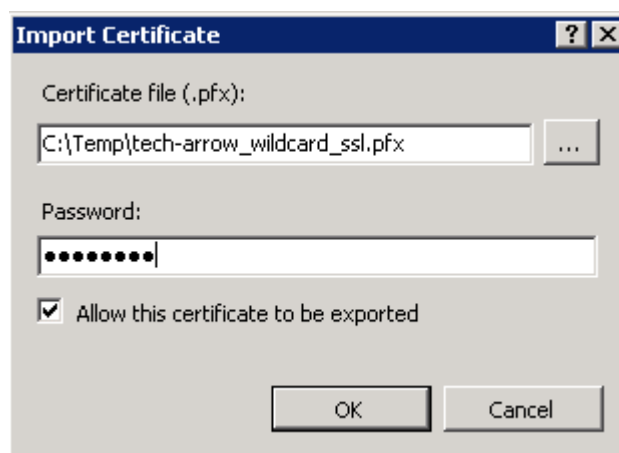 Import Certificate
Certificate file (.pfx):
C:\Temp\tech-arrow_wildcard_ssl.pfx
...
Password:
●●●●●●●●
Allow this certificate to be exported
OK
Cancel